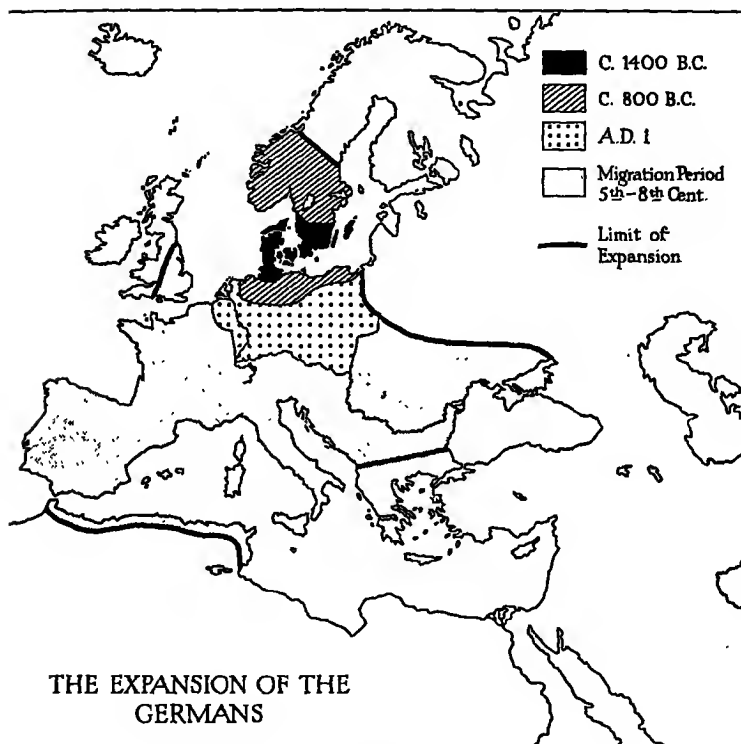 C. 1400 B.C.
C. 800 B.C.
A.D. 1
Migration Period
5th–8th Cent.
Limit of
Expansion
THE EXPANSION OF THE
GERMANS